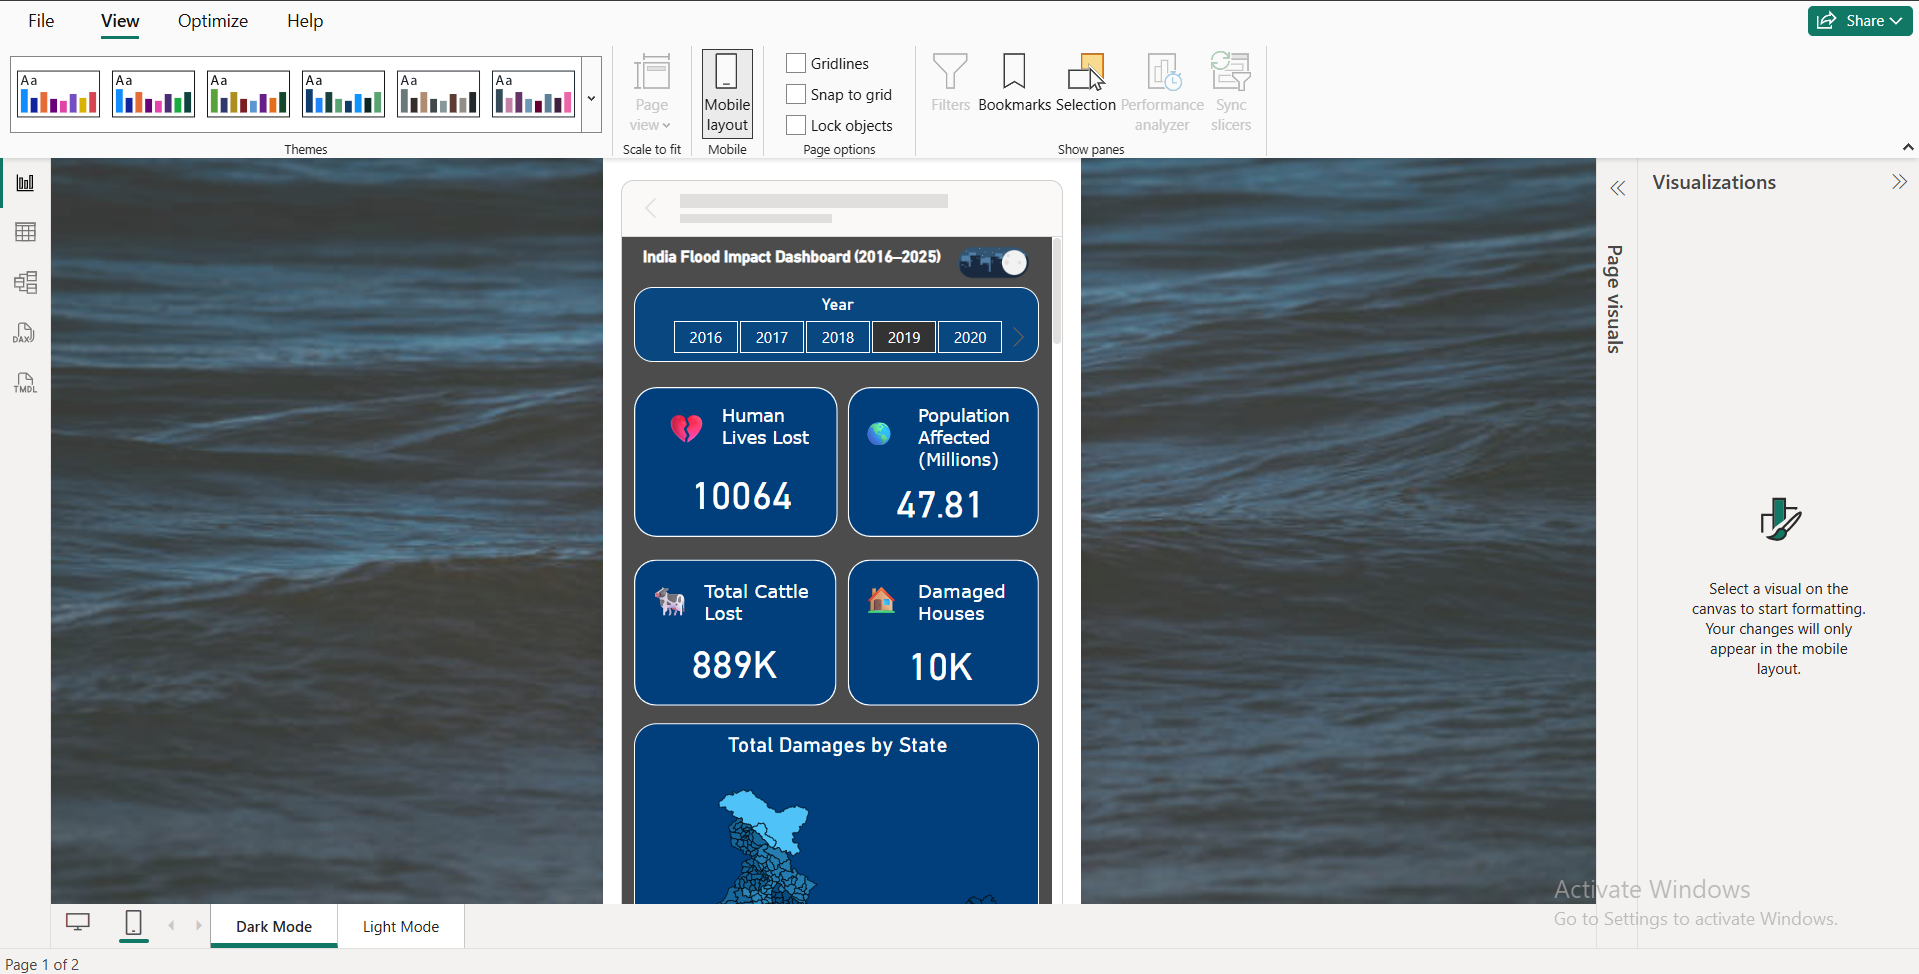 File View Optimize Help
Share
Aa Aa Aa Aa Aa Aa
Themes
Page
view
Scale to fit
Mobile
layout
Mobile
Gridlines
Snap to grid
Lock objects
Page options
Filters Bookmarks Selection Performance
analyzer
Sync
slicers
Show panes
DAX
TMDL
India Flood Impact Dashboard (2016–2025)
Year
2016 2017 2018 2019 2020
Human
Lives Lost
10064
Population
Affected
(Millions)
47.81
Total Cattle
Lost
889K
Damaged
Houses
10K
Total Damages by State
Page visuals
Visualizations
Select a visual on the
canvas to start formatting.
Your changes will only
appear in the mobile
layout.
Activate Windows
Go to Settings to activate Windows.
Dark Mode Light Mode
Page 1 of 2